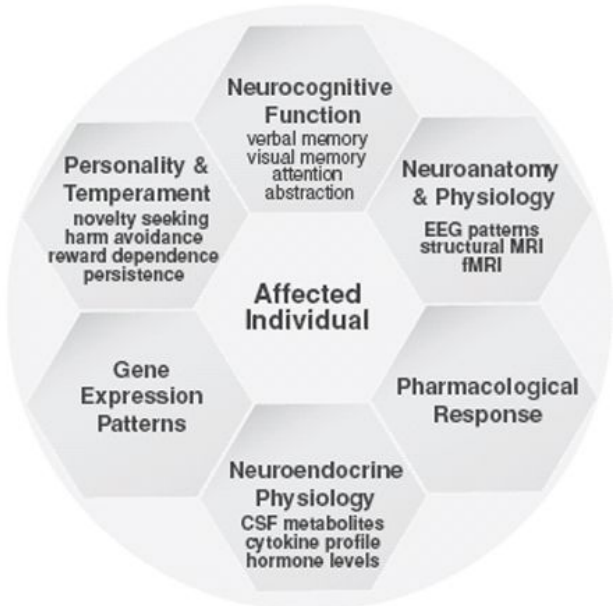 Neurocognitive
Function
verbal memory
visual memory
attention
abstraction
Personality &
Temperament
novelty seeking
harm avoidance
reward dependence
persistence
Neuroanatomy
& Physiology
EEG patterns
structural MRI
fMRI
Affected
Individual
Gene
Expression
Patterns
Pharmacological
Response
Neuroendocrine
Physiology
CSF metabolites
cytokine profile
hormone levels